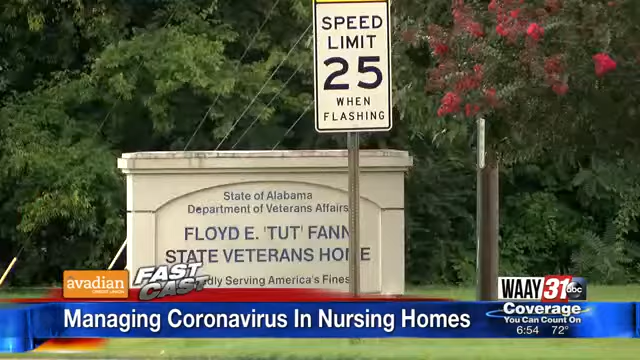 SPEED
LIMIT
25
WHEN
FLASHING
State of Alabama
Department of Veterans Affairs
FLOYD E. 'TUT' FANN
STATE VETERANS HOME
Serving America's Fines
avadian
CREDIT UNION
FAST
CAST
WAAY 31 abc
Coverage
You Can Count On
6:54 72°
Managing Coronavirus In Nursing Homes